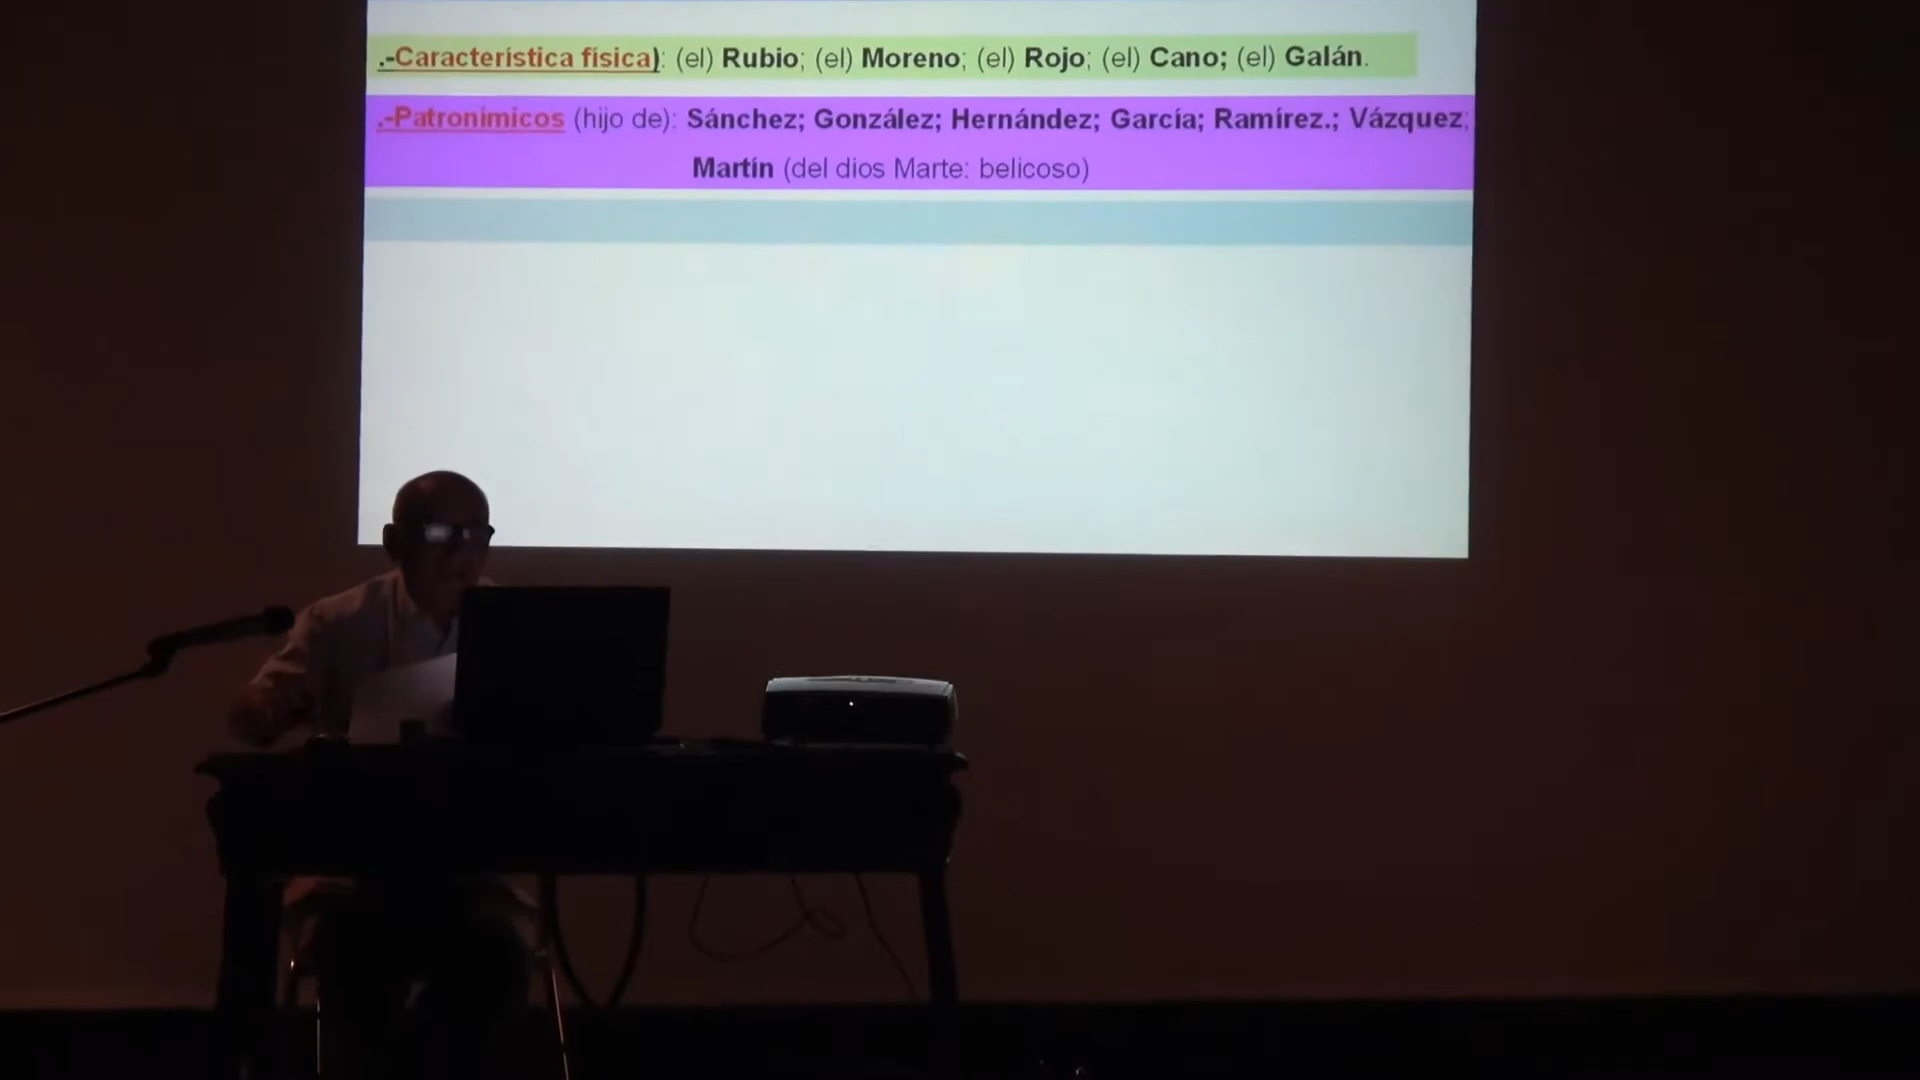 .-Característica física): (el) Rubio; (el) Moreno; (el) Rojo; (el) Cano; (el) Galán.
.-Patronímicos (hijo de): Sánchez; González; Hernández; García; Ramírez.; Vázquez;
Martín (del dios Marte: belicoso)